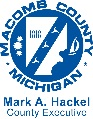 MACOMB COUNTY
MICHIGAN
Mark A. Hackel
County Executive